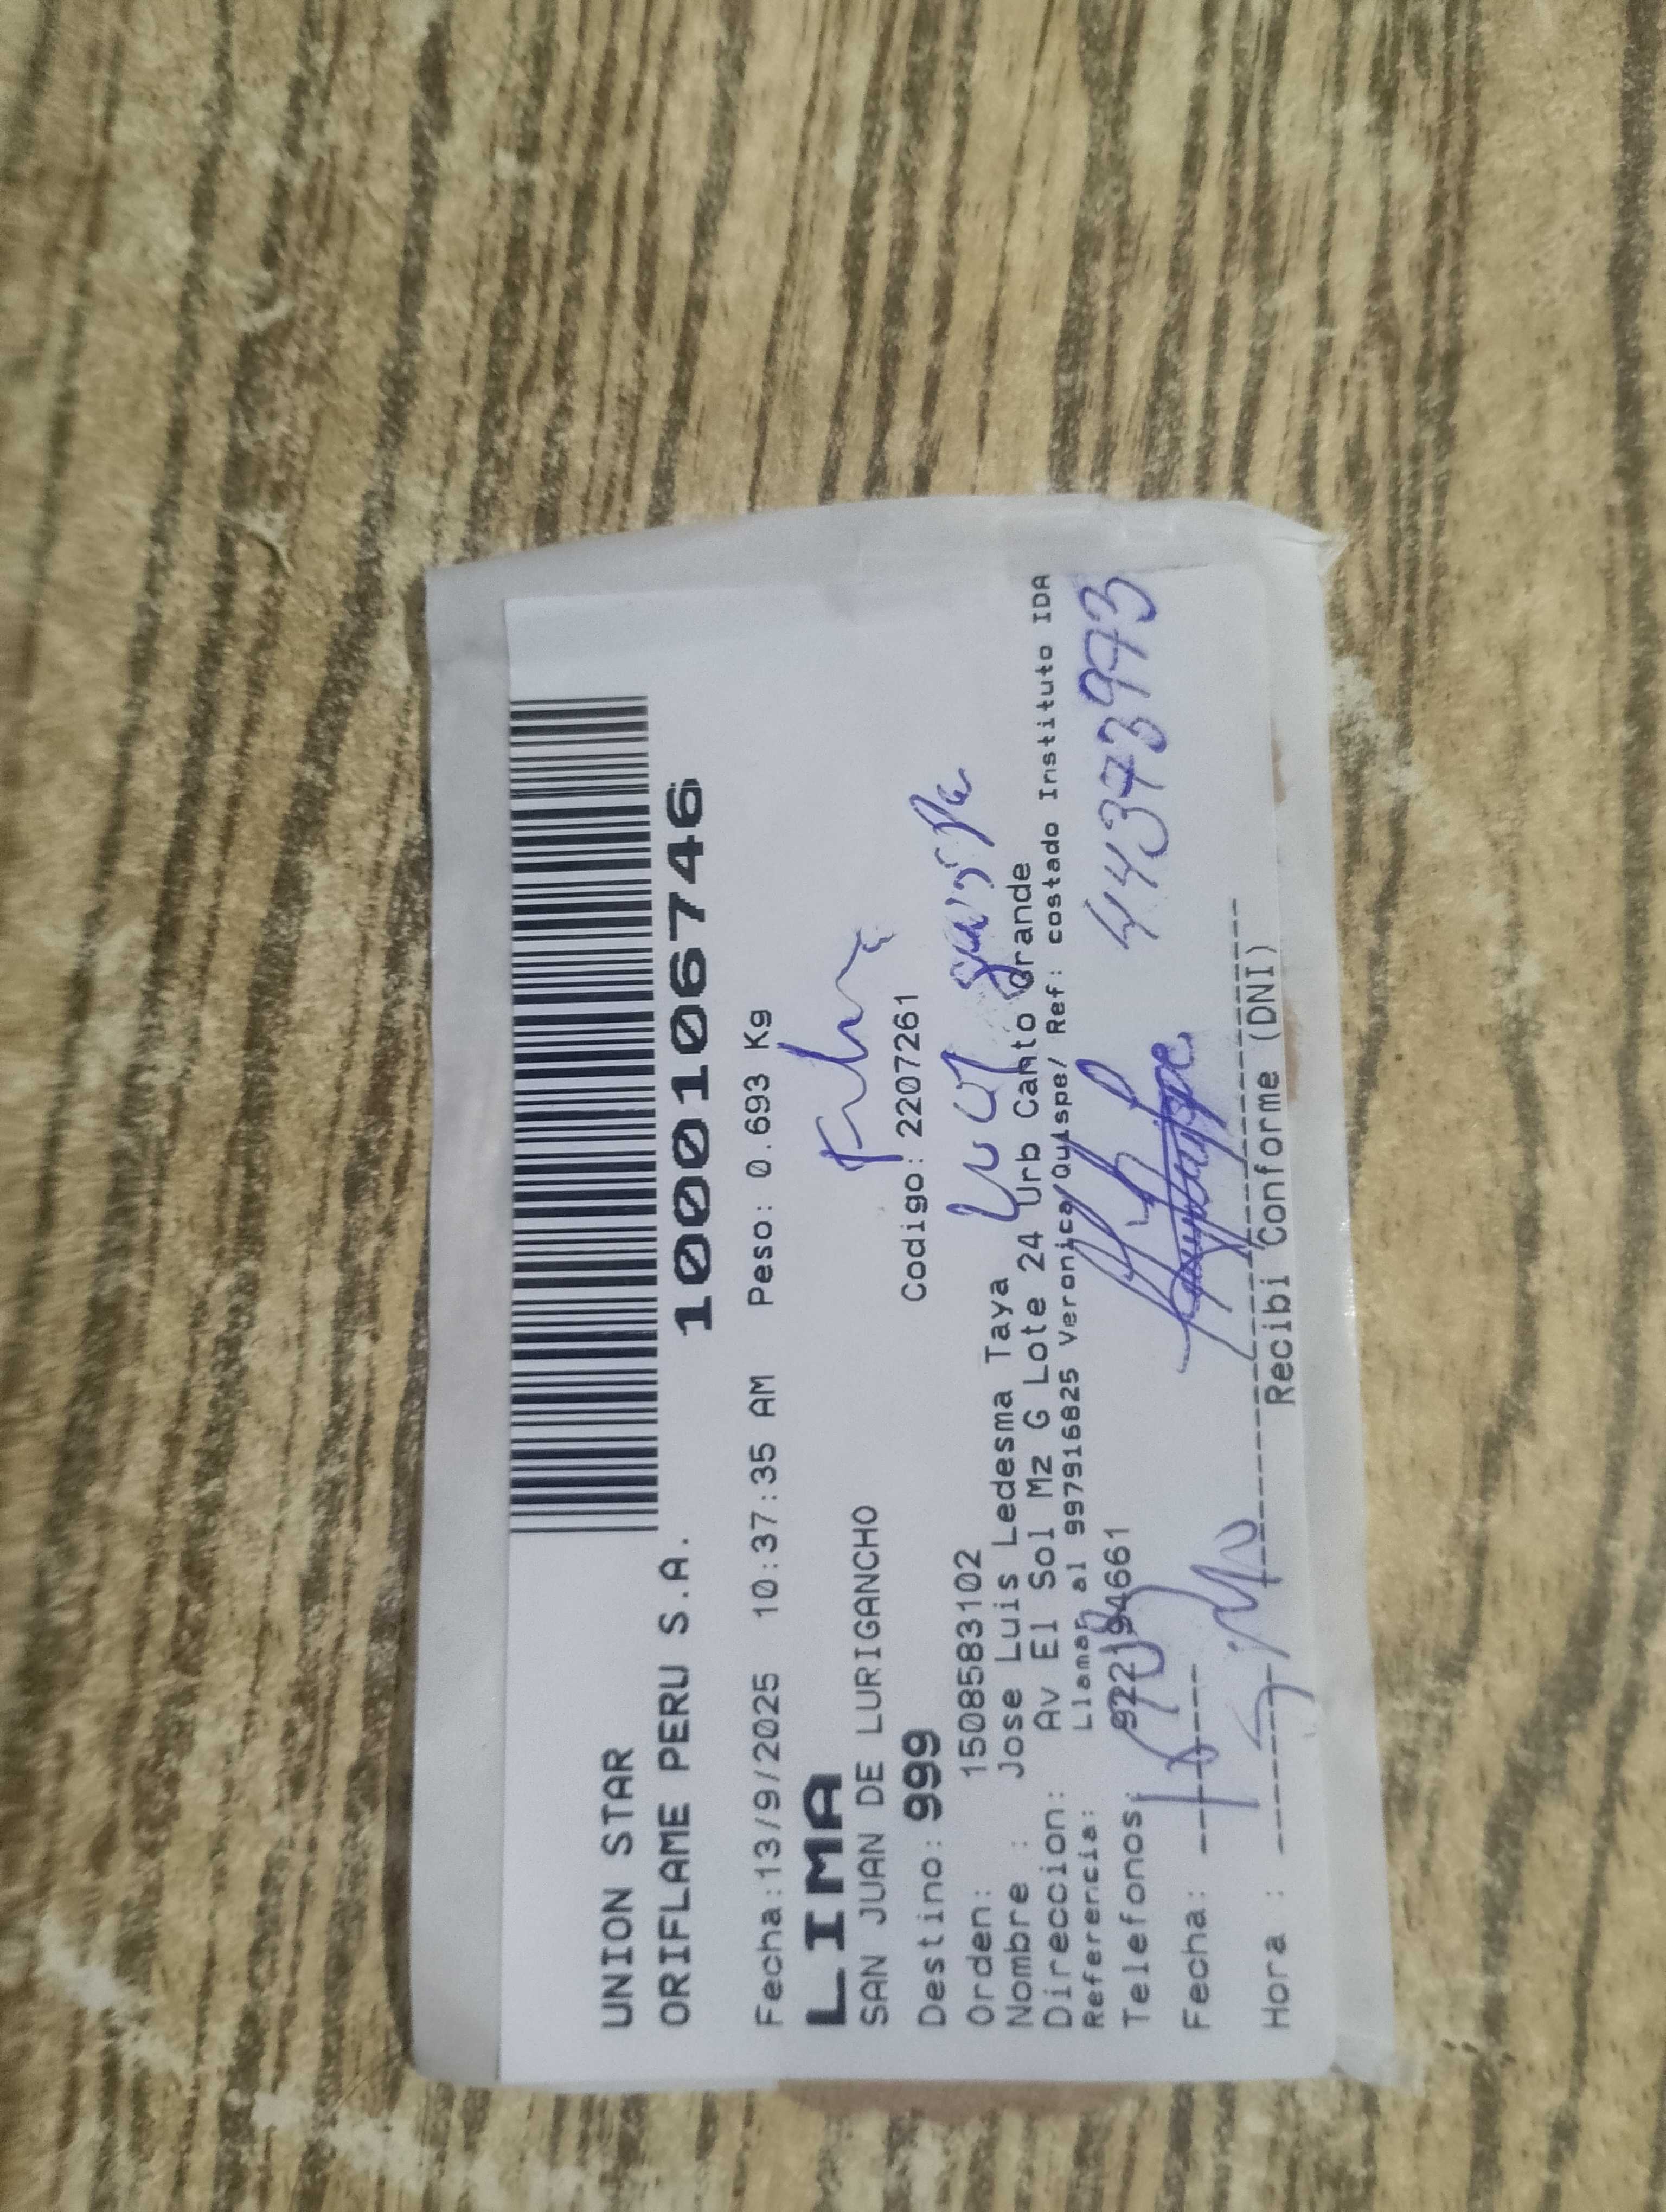 UNION STAR
ORIFLAME PERU S.A.
1000106746
Fecha:13/9/2025 10:37:35 AM Peso: 0.693 Kg
LIMA
SAN JUAN DE LURIGANCHO
Destino: 999 Codigo: 2207261
Orden: 1508583102
Nombre : Jose Luis Ledesma Taya
Direccion: Av El Sol Mz G Lote 24 Urb Canto Grande
Referencia: Llamar al 997916825 Veronica Quispe/ Ref: costado Instituto IDA
Telefonos: 922194661
44373993
Fecha:
Hora :
Recibi Conforme (DNI)